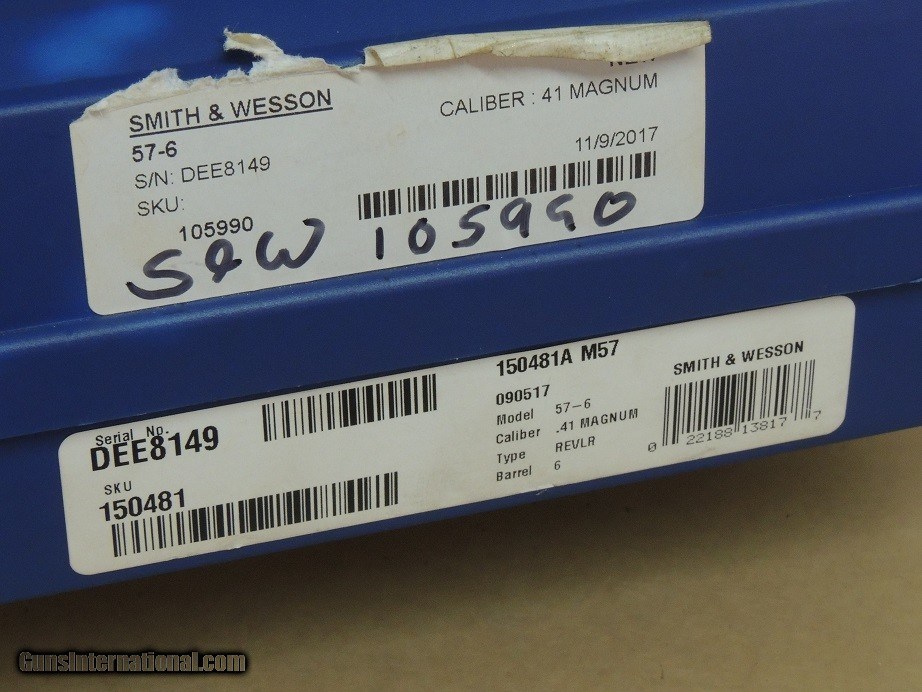 SMITH & WESSON
57-6
S/N: DEE8149
SKU:
105990
CALIBER : 41 MAGNUM
11/9/2017
S&W 105990
Serial No.
DEE8149
SKU
150481
150481A M57
090517
Model 57-6
Caliber .41 MAGNUM
Type REVLR
Barrel 6
SMITH & WESSON
0 22188 13817 7
GunsInternational.com